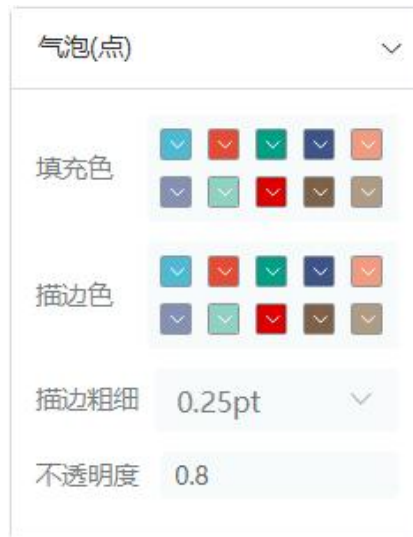 气泡(点)
填充色
描边色
描边粗细 0.25pt
不透明度 0.8